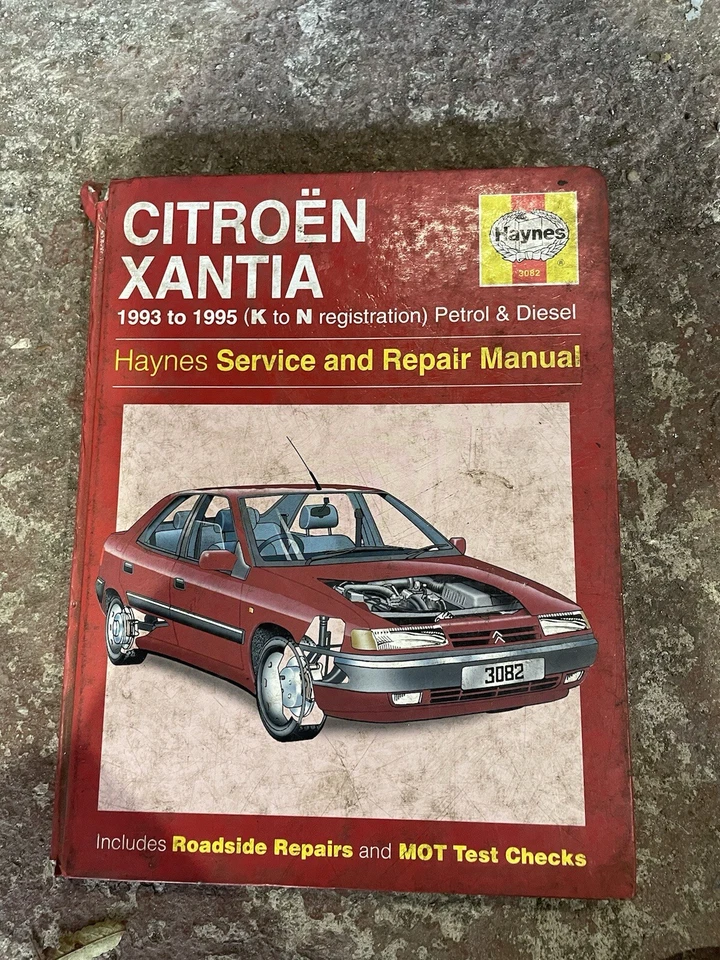 CITROËN
XANTIA
Haynes
3082
1993 to 1995 (K to N registration) Petrol & Diesel
Haynes Service and Repair Manual
3082
Includes Roadside Repairs and MOT Test Checks